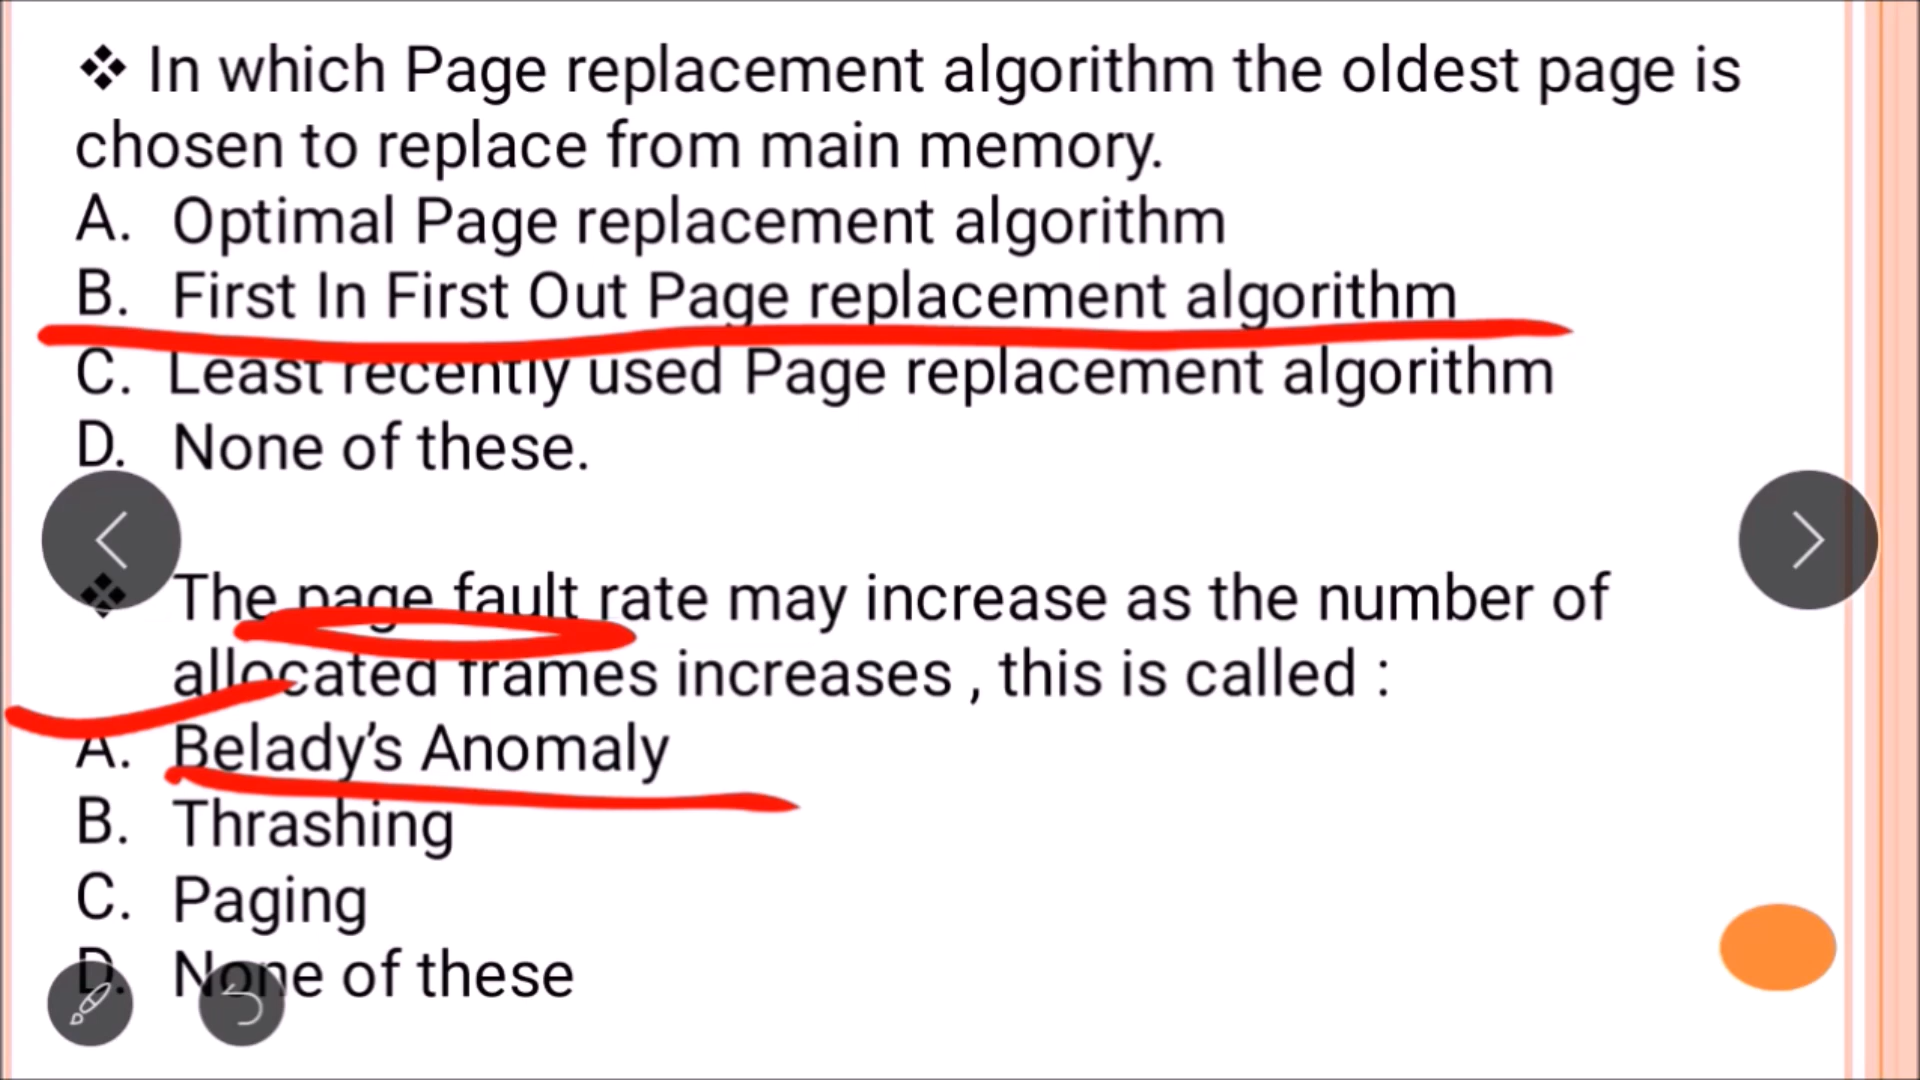 ❖ In which Page replacement algorithm the oldest page is
chosen to replace from main memory.
A. Optimal Page replacement algorithm
B. First In First Out Page replacement algorithm
C. Least recently used Page replacement algorithm
D. None of these.
❖ The page fault rate may increase as the number of
allocated frames increases , this is called :
A. Belady's Anomaly
B. Thrashing
C. Paging
D. None of these